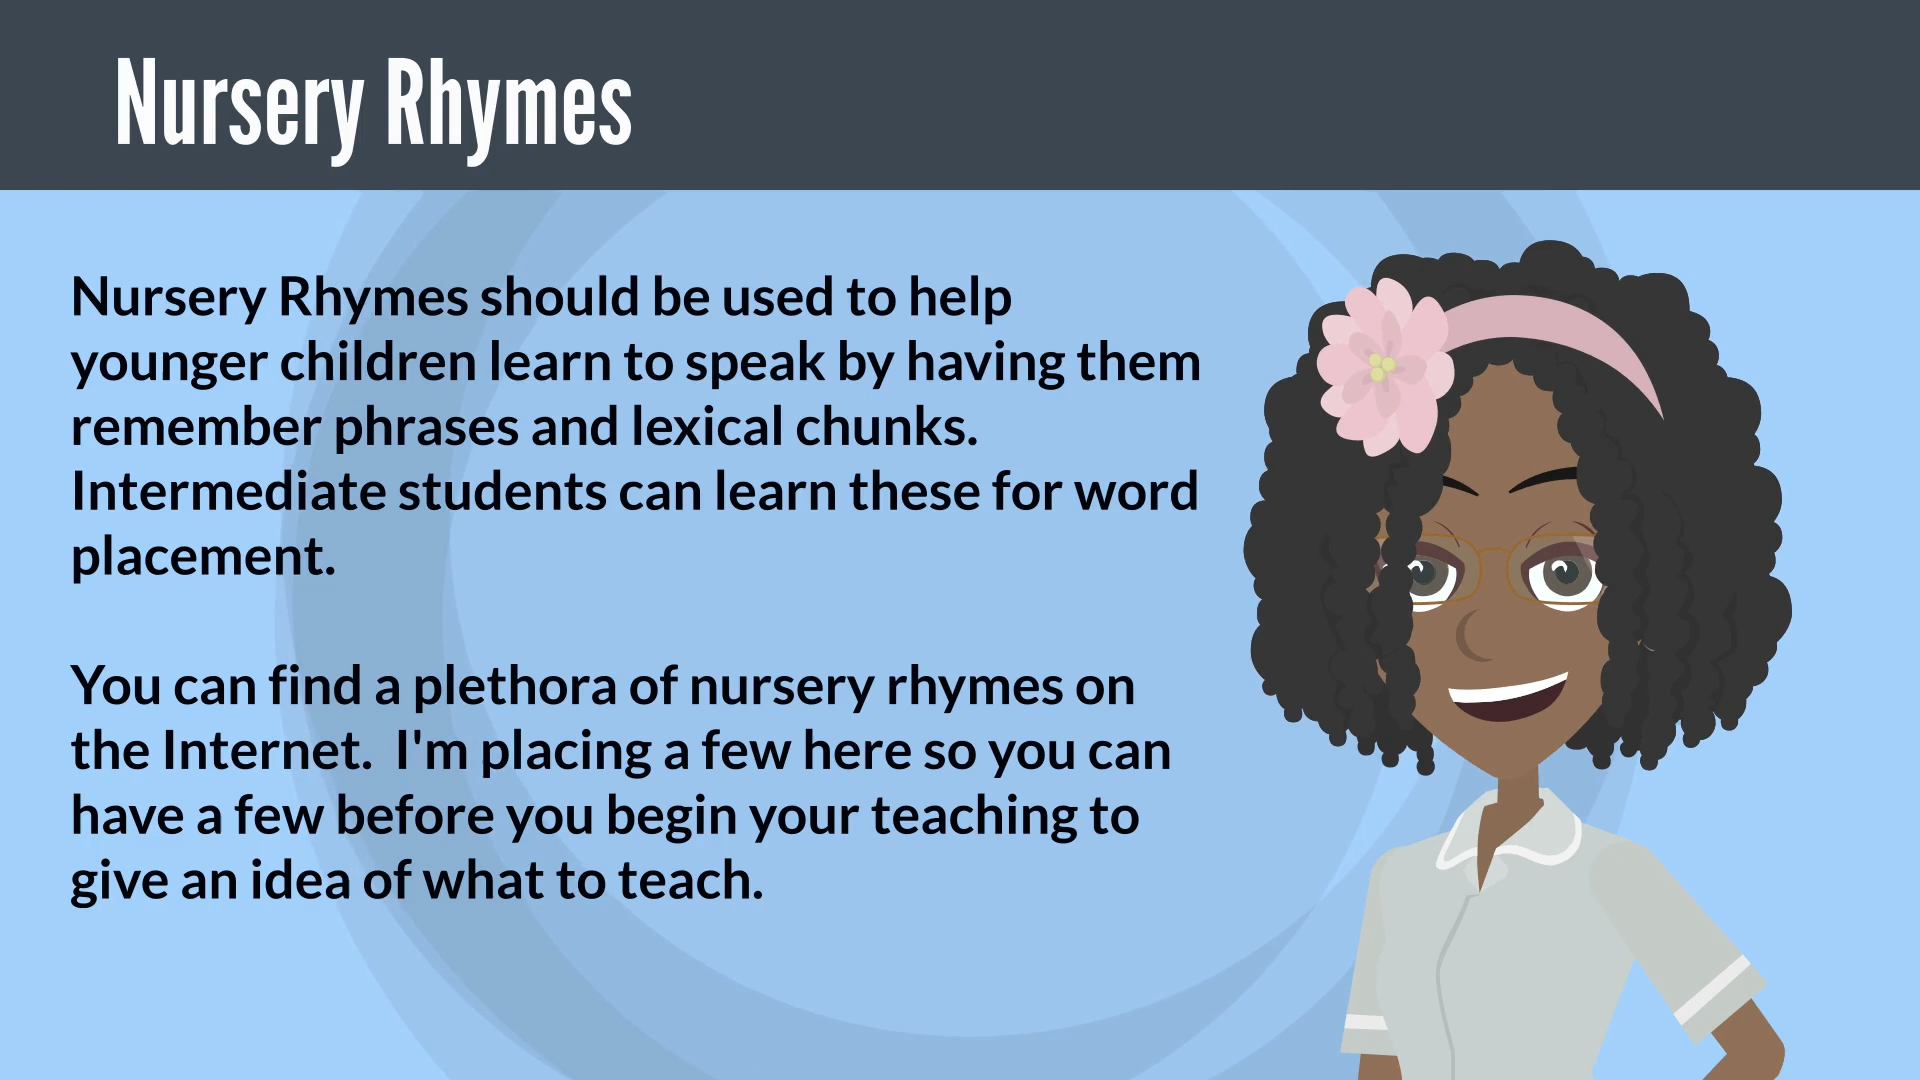 Nursery Rhymes
Nursery Rhymes should be used to help
younger children learn to speak by having them
remember phrases and lexical chunks.
Intermediate students can learn these for word
placement.
You can find a plethora of nursery rhymes on
the Internet.  I'm placing a few here so you can
have a few before you begin your teaching to
give an idea of what to teach.